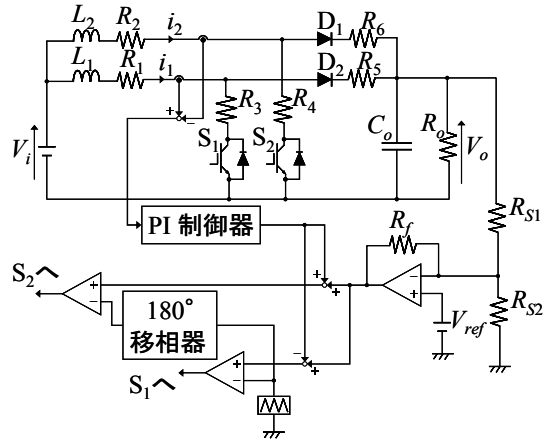 L2 R2 i2 D1 R6
L1 R1 i1 D2 R5
R3 R4
Vi S1 S2 Co Ro Vo
+ -
PI 制御器
Rf RS1
S2へ + - + + - +
180°
移相器
Vref RS2
S1へ + - - +